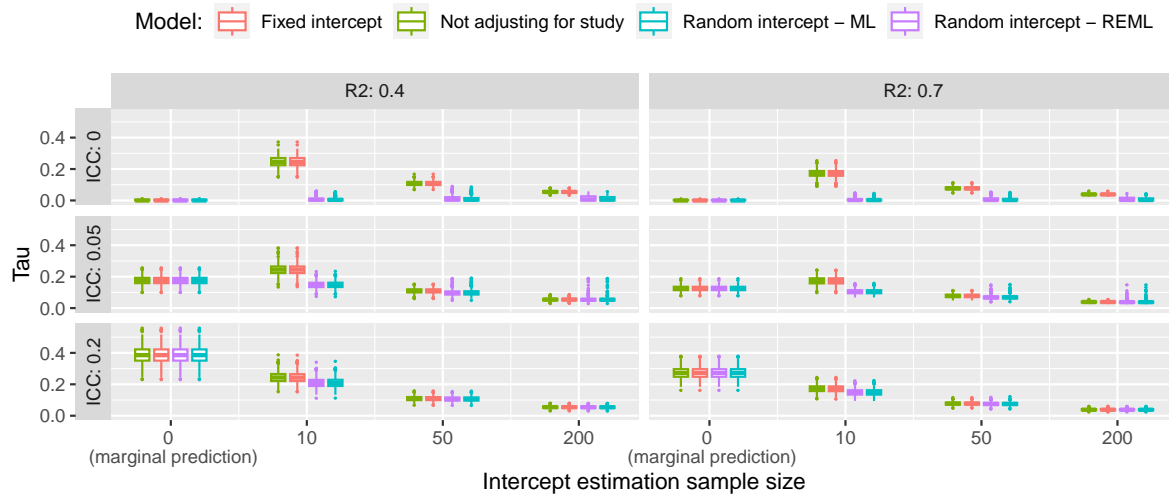 Model: Fixed intercept Not adjusting for study Random intercept − ML Random intercept − REML
R2: 0.4 R2: 0.7
ICC: 0
0.4
0.2
0.0
ICC: 0.05
0.4
0.2
0.0
ICC: 0.2
0.4
0.2
0.0
Tau
0 10 50 200 0 10 50 200
(marginal prediction) (marginal prediction)
Intercept estimation sample size